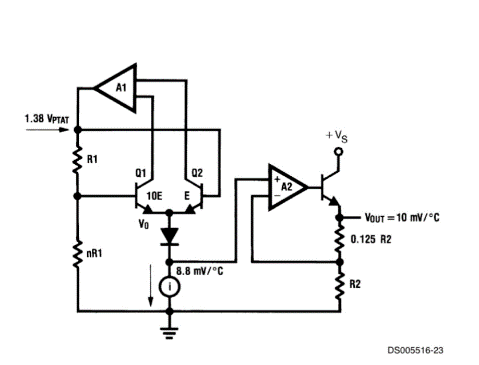 A1
1.38 VPTAT
+VS
R1
Q1
Q2
A2
+
−
10E
E
V0
VOUT = 10 mV/°C
0.125 R2
nR1
8.8 mV/°C
i
R2
DS005516-23